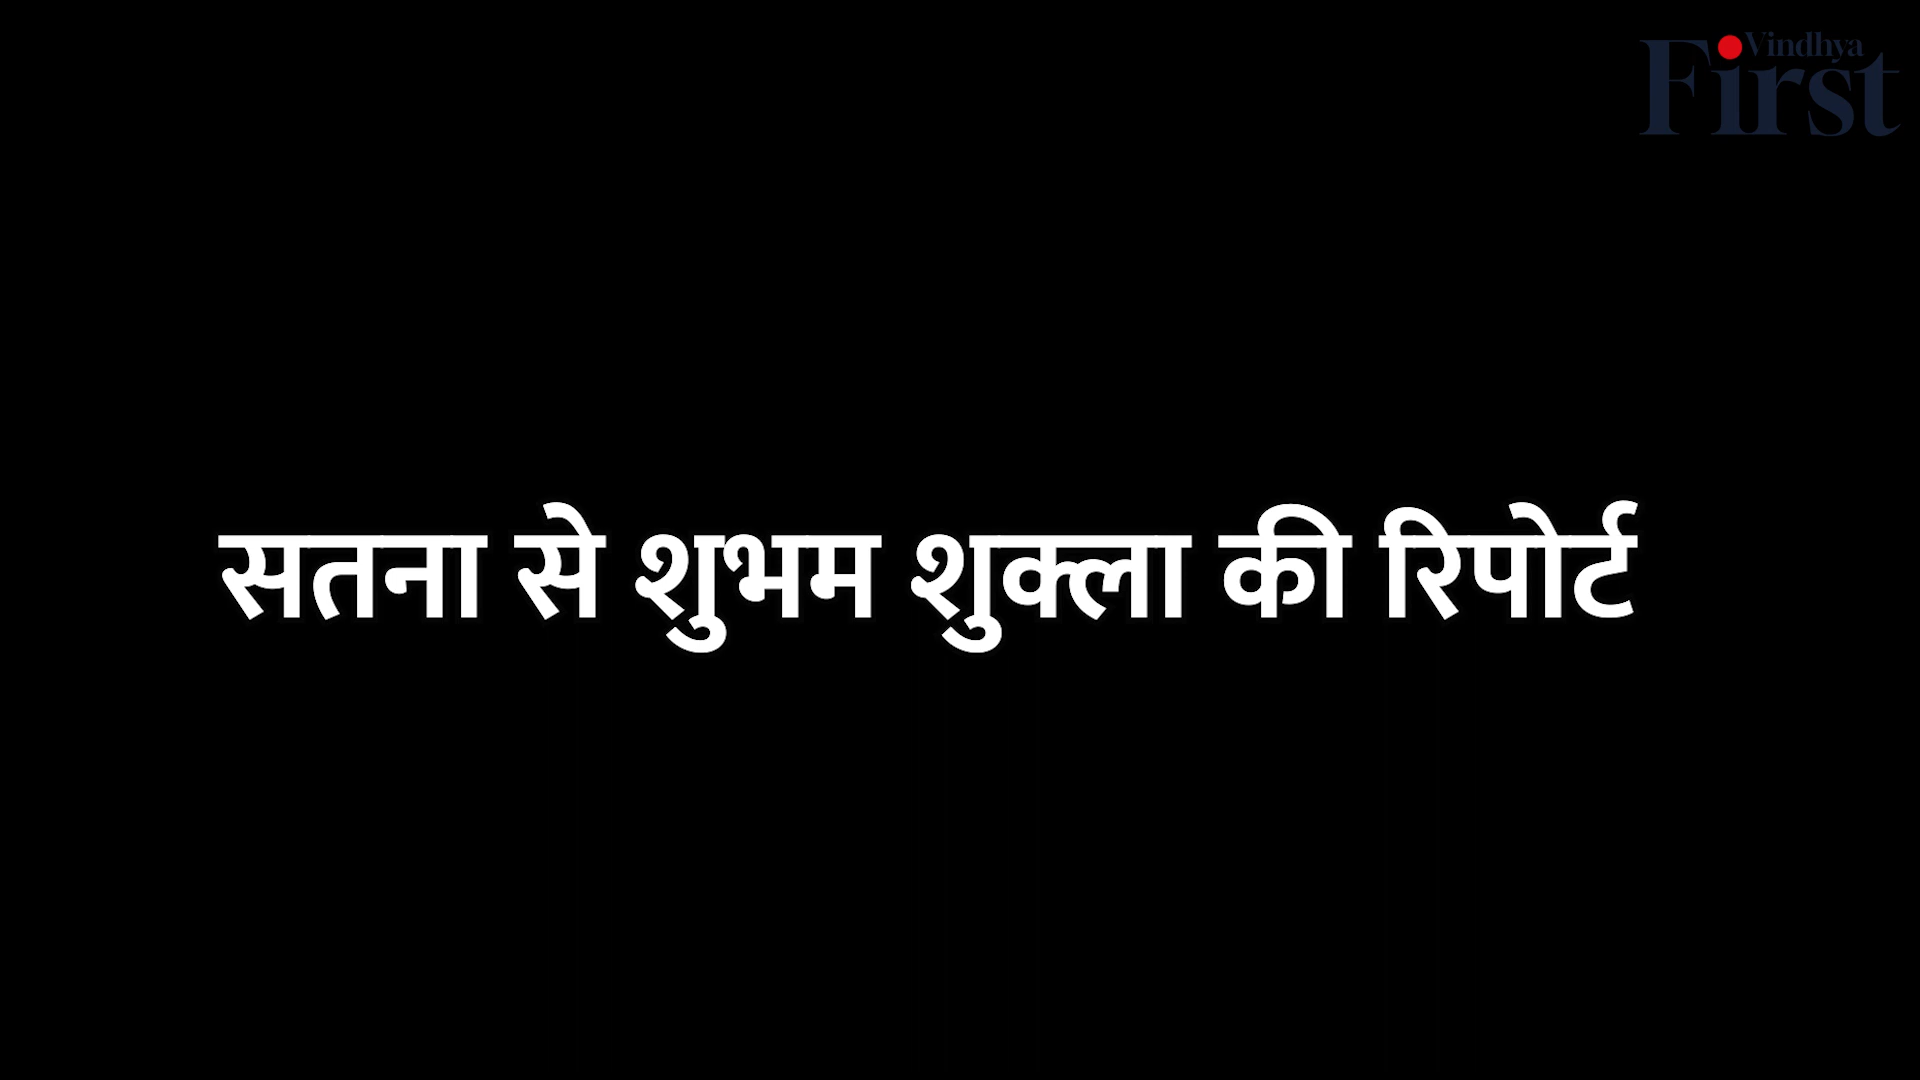 Vindhya
First
सतना से शुभम शुक्ला की रिपोर्ट